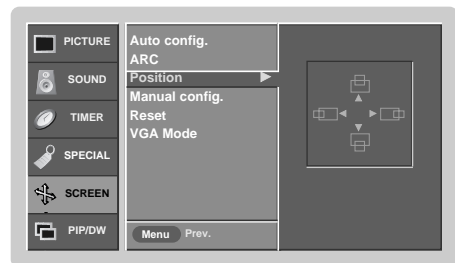 PICTURE
SOUND
TIMER
SPECIAL
SCREEN
PIP/DW
Auto config.
ARC
Position
Manual config.
Reset
VGA Mode
Menu Prev.